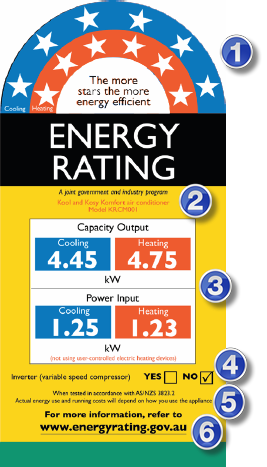 The more
stars the more
energy efficient
Cooling
Heating
1
ENERGY
RATING
A joint government and industry program
2
Kool and Kozy Komfort air conditioner
Model KRCM801
Capacity Output
Cooling Heating
4.45 4.75
kW
3
Power Input
Cooling Heating
1.25 1.23
kW
(not using user-controlled electric heating devices)
4
Inverter (variable speed compressor) YES NO
5
When tested in accordance with AS/NZS 3823.2
Actual energy use and running costs will depend on how you use the appliance
For more information, refer to
www.energyrating.gov.au
6